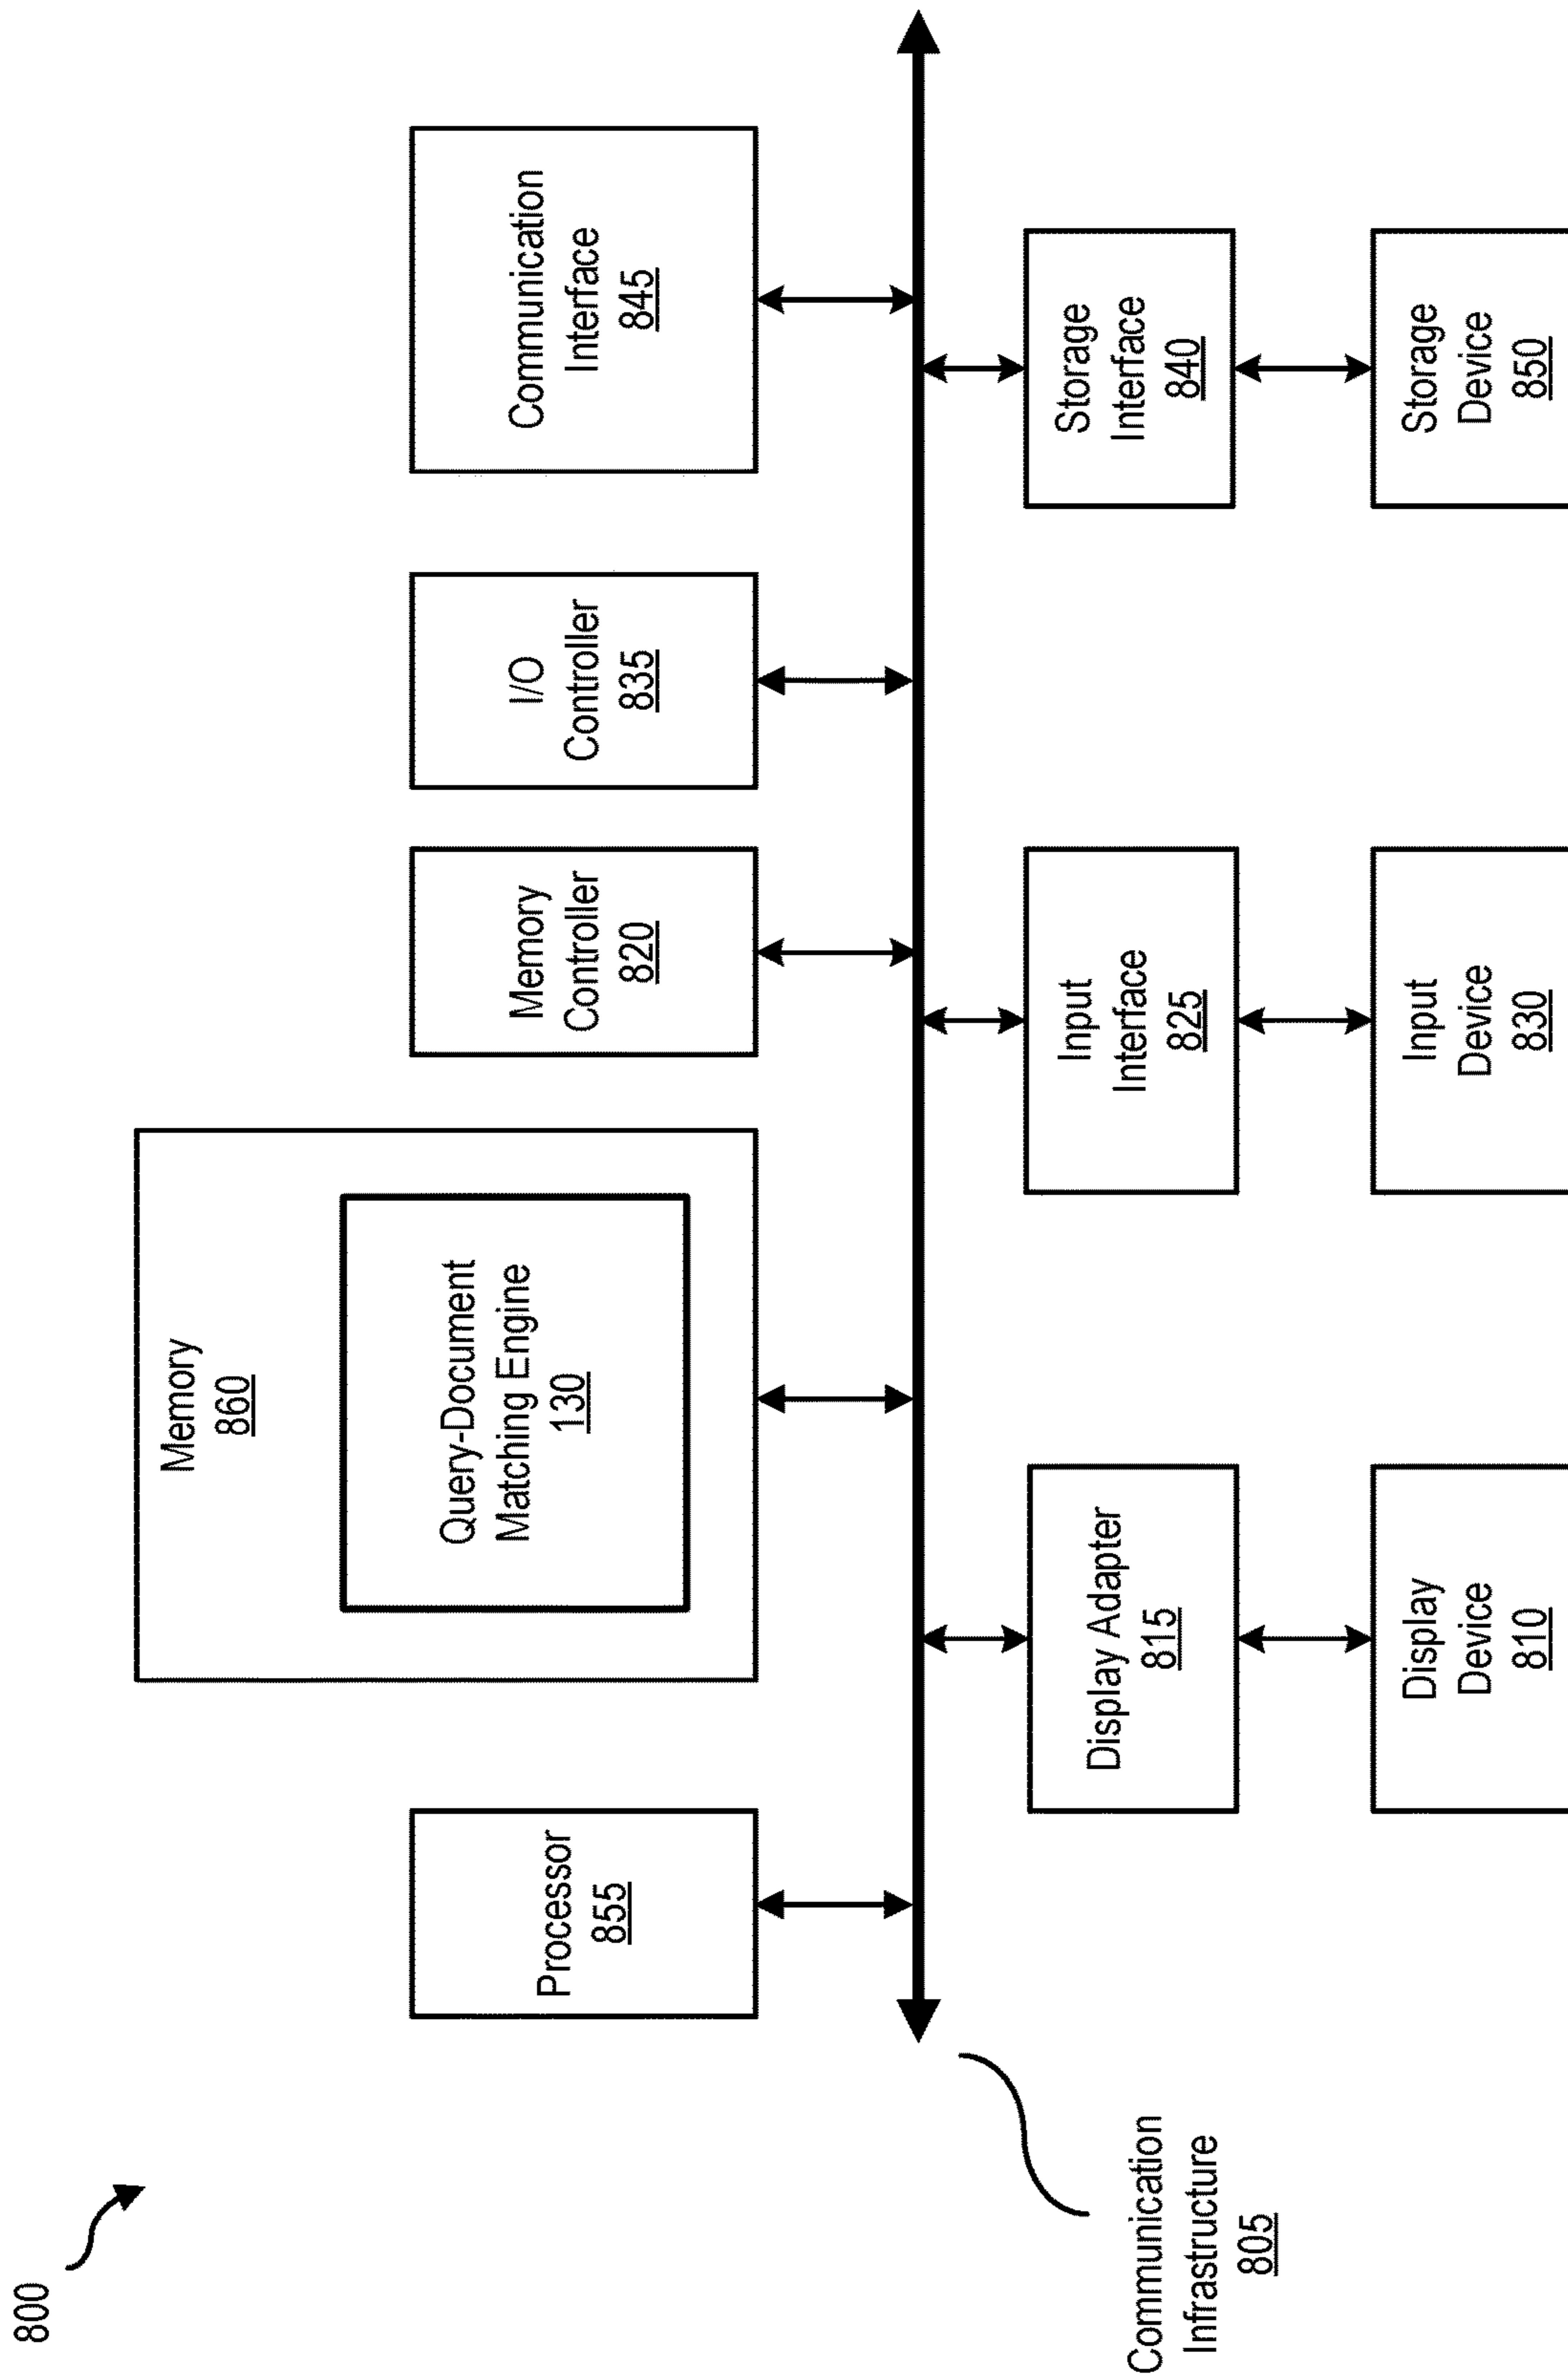 800
Processor
855
Memory
860
Query-Document
Matching Engine
130
Memory
Controller
820
I/O
Controller
835
Communication
Interface
845
Communication
Infrastructure
805
Display Adapter
815
Input
Interface
825
Storage
Interface
840
Display
Device
810
Input
Device
830
Storage
Device
850